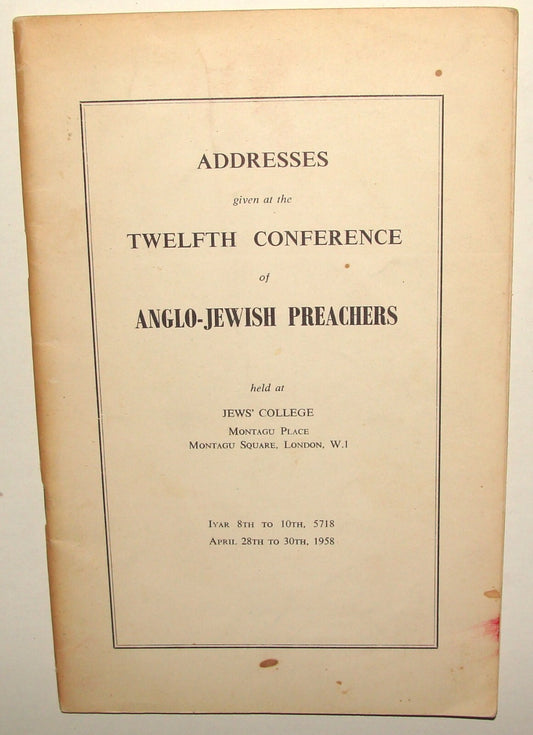 ADDRESSES
given at the
TWELFTH CONFERENCE
of
ANGLO-JEWISH PREACHERS
held at
JEWS' COLLEGE
MONTAGU PLACE
MONTAGU SQUARE, LONDON, W.1
IYAR 8TH TO 10TH, 5718
APRIL 28TH TO 30TH, 1958